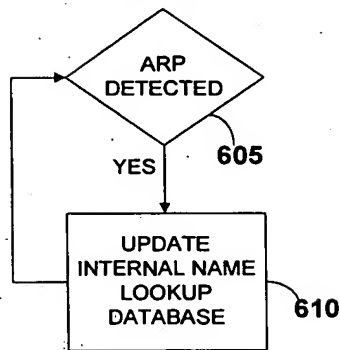 ARP
DETECTED
605
YES
UPDATE
INTERNAL NAME
LOOKUP
DATABASE
610